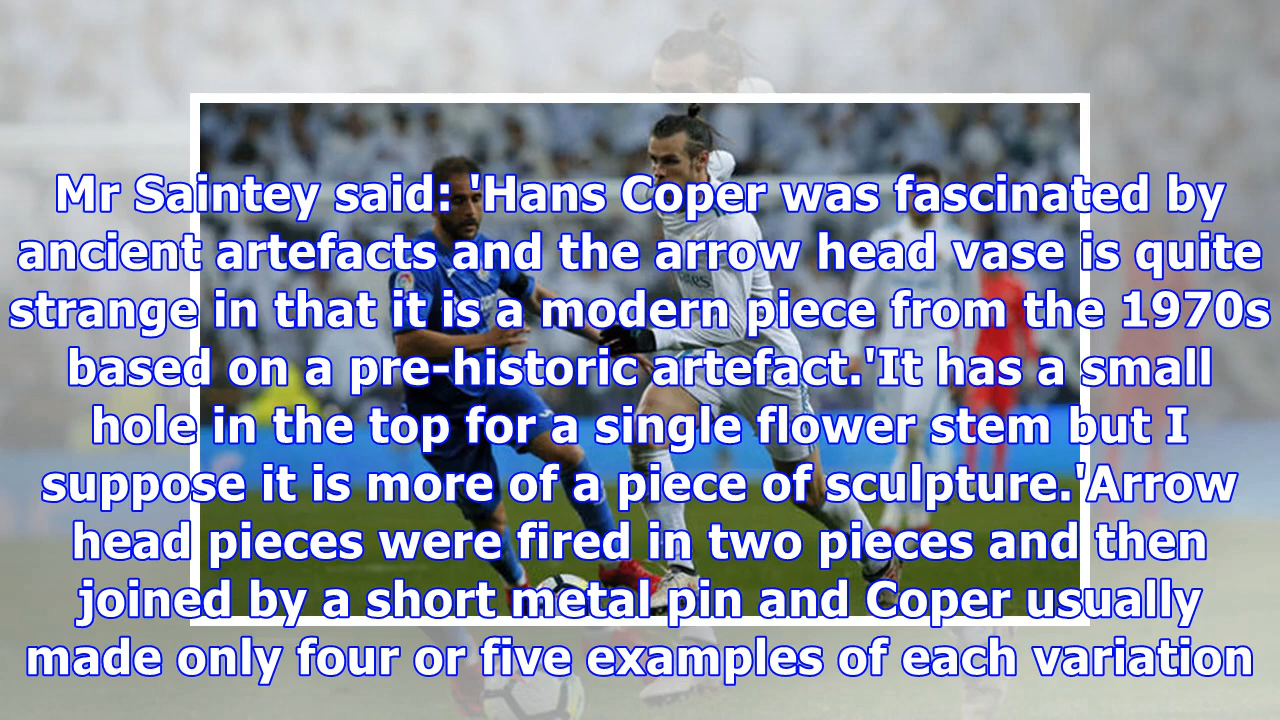 Mr Saintey said: 'Hans Coper was fascinated by
ancient artefacts and the arrow head vase is quite
strange in that it is a modern piece from the 1970s
based on a pre-historic artefact.'It has a small
hole in the top for a single flower stem but I
suppose it is more of a piece of sculpture.'Arrow
head pieces were fired in two pieces and then
joined by a short metal pin and Coper usually
made only four or five examples of each variation